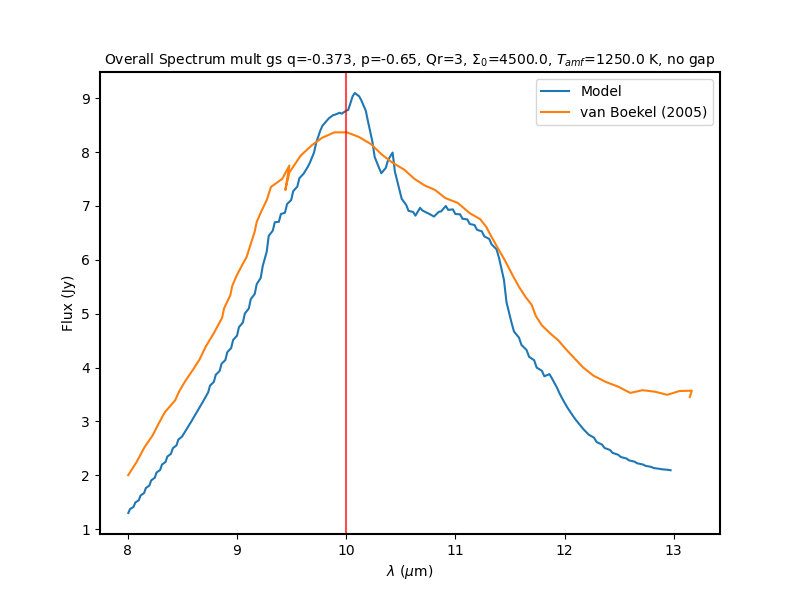 Overall Spectrum mult gs q=-0.373, p=-0.65, Qr=3, Σ₀=4500.0, T_amf=1250.0 K, no gap
Model
van Boekel (2005)
9
8
7
6
5
4
3
2
1
Flux (Jy)
8 9 10 11 12 13
λ (μm)